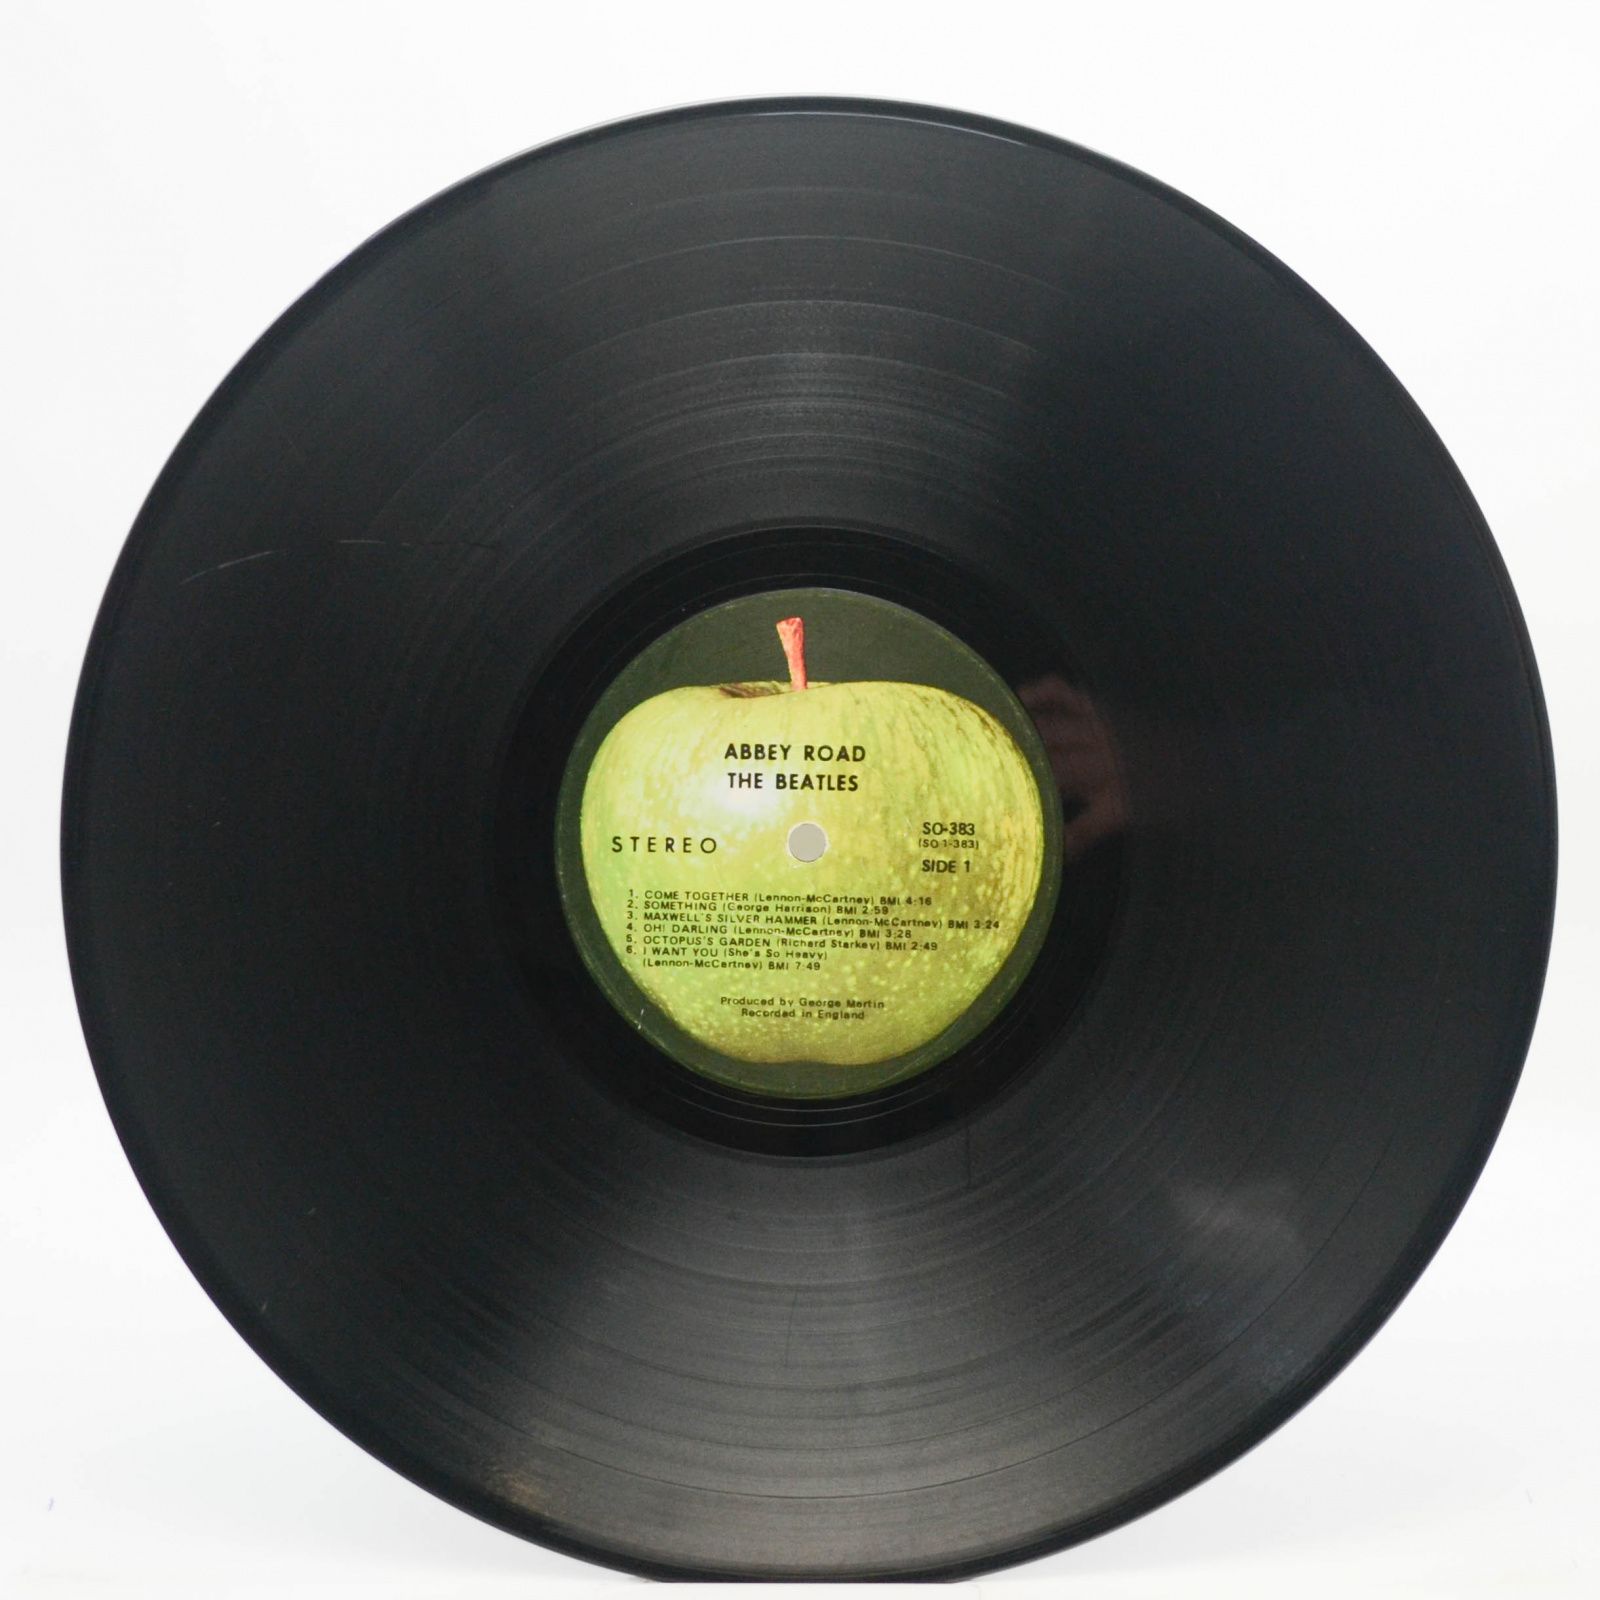 ABBEY ROAD
THE BEATLES
STEREO
SO-383
(SO 1-383)
SIDE 1
1. COME TOGETHER (Lennon-McCartney) BMI 4:16
2. SOMETHING (George Harrison) BMI 2:59
3. MAXWELL'S SILVER HAMMER (Lennon-McCartney) BMI 3:24
4. OH! DARLING (Lennon-McCartney) BMI 3:28
5. OCTOPUS'S GARDEN (Richard Starkey) BMI 2:49
6. I WANT YOU (She's So Heavy)
(Lennon-McCartney) BMI 7:49
Produced by George Martin
Recorded in England